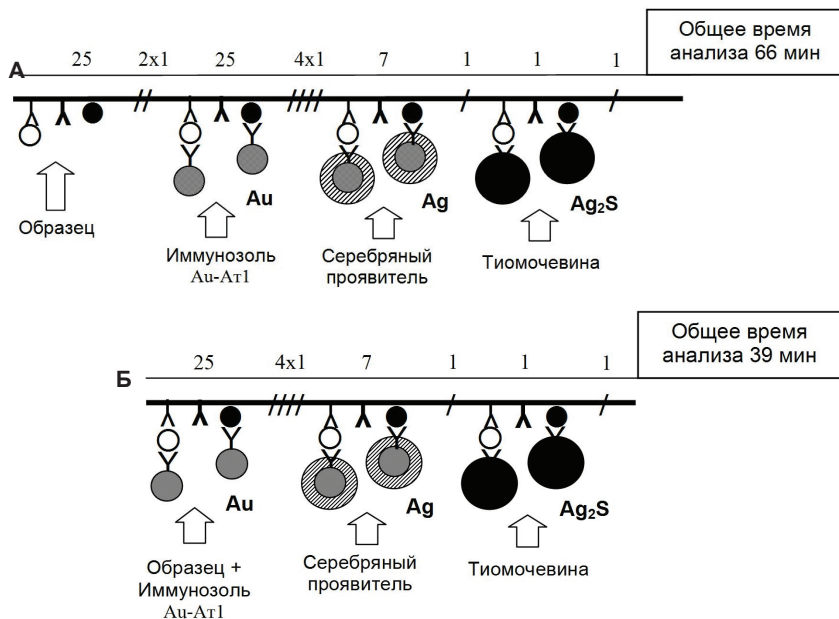 Общее время
анализа 66 мин
А
25 2x1 25 4x1 7 1 1 1
Au
Ag
Ag₂S
Образец
Иммунозоль
Au-Ат1
Серебряный
проявитель
Тиомочевина
Общее время
анализа 39 мин
Б
25 4x1 7 1 1 1
Au
Ag
Ag₂S
Образец +
Иммунозоль
Au-Ат1
Серебряный
проявитель
Тиомочевина